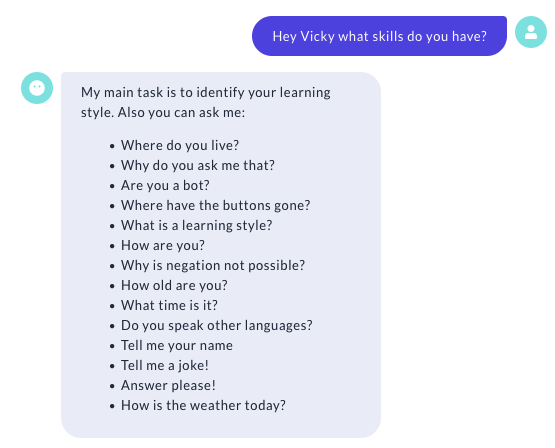 Hey Vicky what skills do you have?
My main task is to identify your learning
style. Also you can ask me:
• Where do you live?
• Why do you ask me that?
• Are you a bot?
• Where have the buttons gone?
• What is a learning style?
• How are you?
• Why is negation not possible?
• How old are you?
• What time is it?
• Do you speak other languages?
• Tell me your name
• Tell me a joke!
• Answer please!
• How is the weather today?